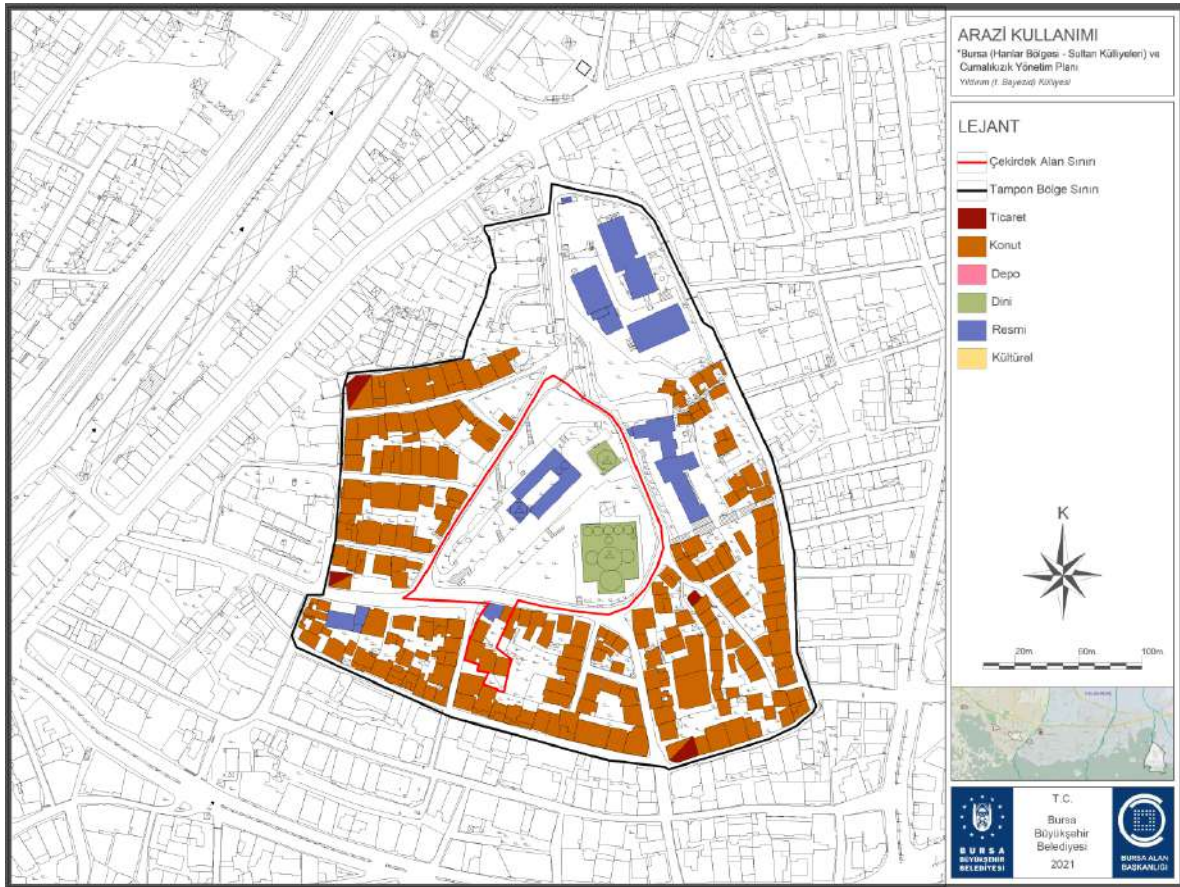 ARAZİ KULLANIMI
"Bursa (Hanlar Bölgesi - Sultan Külliyeleri) ve
Cumalıkızık Yönetim Planı
Yıldırım (I. Bayezid) Külliyesi
LEJANT
Çekirdek Alan Sınırı
Tampon Bölge Sınırı
Ticaret
Konut
Depo
Dini
Resmi
Kültürel
K
20m.
60m.
100m.
BURSA
BÜYÜKŞEHİR
BELEDİYESİ
T.C.
Bursa
Büyükşehir
Belediyesi
2021
BURSA ALAN
BAŞKANLIĞI